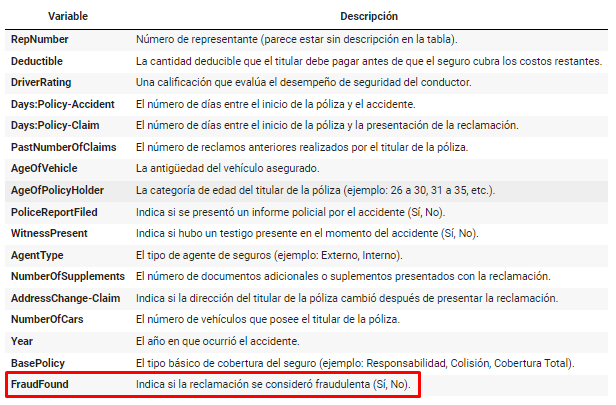 Variable Descripción
RepNumber Número de representante (parece estar sin descripción en la tabla).
Deductible La cantidad deducible que el titular debe pagar antes de que el seguro cubra los costos restantes.
DriverRating Una calificación que evalúa el desempeño de seguridad del conductor.
Days:Policy-Accident El número de días entre el inicio de la póliza y el accidente.
Days:Policy-Claim El número de días entre el inicio de la póliza y la presentación de la reclamación.
PastNumberOfClaims El número de reclamos anteriores realizados por el titular de la póliza.
AgeOfVehicle La antigüedad del vehículo asegurado.
AgeOfPolicyHolder La categoría de edad del titular de la póliza (ejemplo: 26 a 30, 31 a 35, etc.).
PoliceReportFiled Indica si se presentó un informe policial por el accidente (Sí, No).
WitnessPresent Indica si hubo un testigo presente en el momento del accidente (Sí, No).
AgentType El tipo de agente de seguros (ejemplo: Externo, Interno).
NumberOfSupplements El número de documentos adicionales o suplementos presentados con la reclamación.
AddressChange-Claim Indica si la dirección del titular de la póliza cambió después de presentar la reclamación.
NumberOfCars El número de vehículos que posee el titular de la póliza.
Year El año en que ocurrió el accidente.
BasePolicy El tipo básico de cobertura del seguro (ejemplo: Responsabilidad, Colisión, Cobertura Total).
FraudFound Indica si la reclamación se consideró fraudulenta (Sí, No).